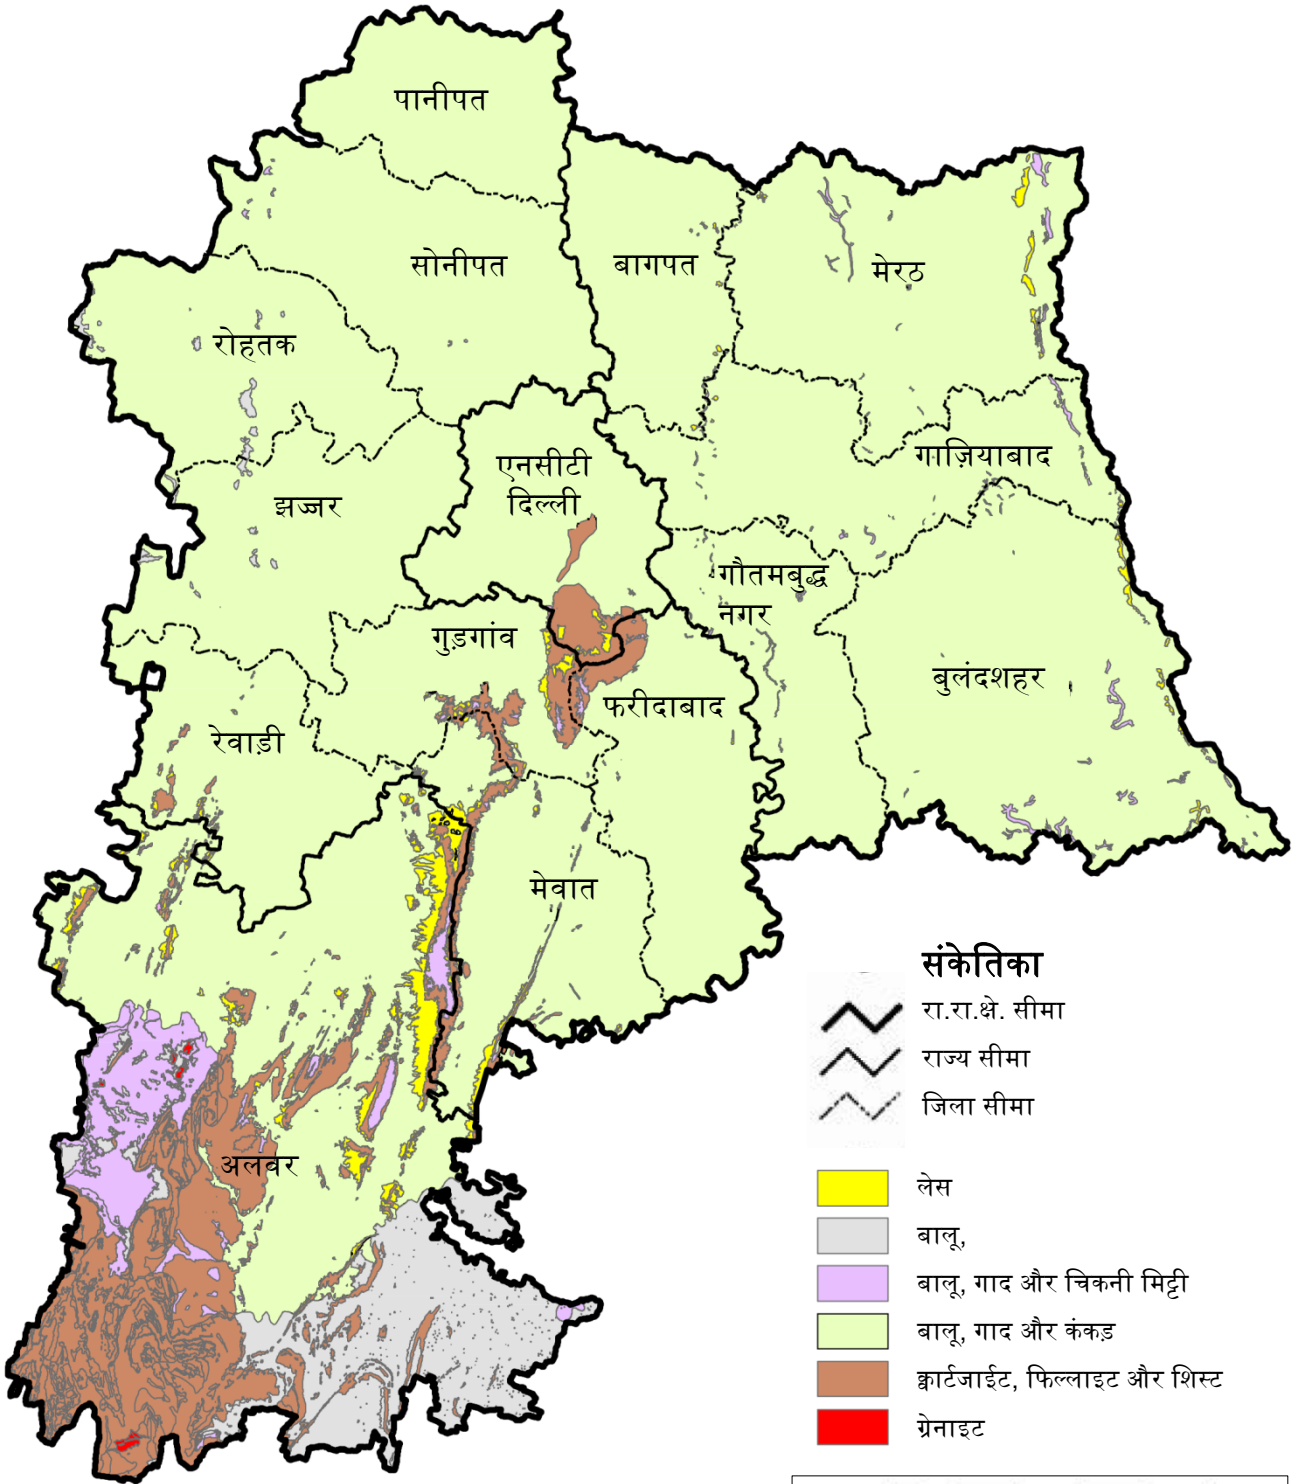 पानीपत
सोनीपत
बागपत
मेरठ
रोहतक
गाज़ियाबाद
एनसीटी
दिल्ली
झज्जर
गौतमबुद्ध
नगर
गुड़गांव
बुलंदशहर
फरीदाबाद
रेवाड़ी
मेवात
अलवर
संकेतिका
रा.रा.क्षे. सीमा
राज्य सीमा
जिला सीमा
लेस
बालू,
बालू, गाद और चिकनी मिट्टी
बालू, गाद और कंकड़
क्वार्टजाईट, फिल्लाइट और शिस्ट
ग्रेनाइट